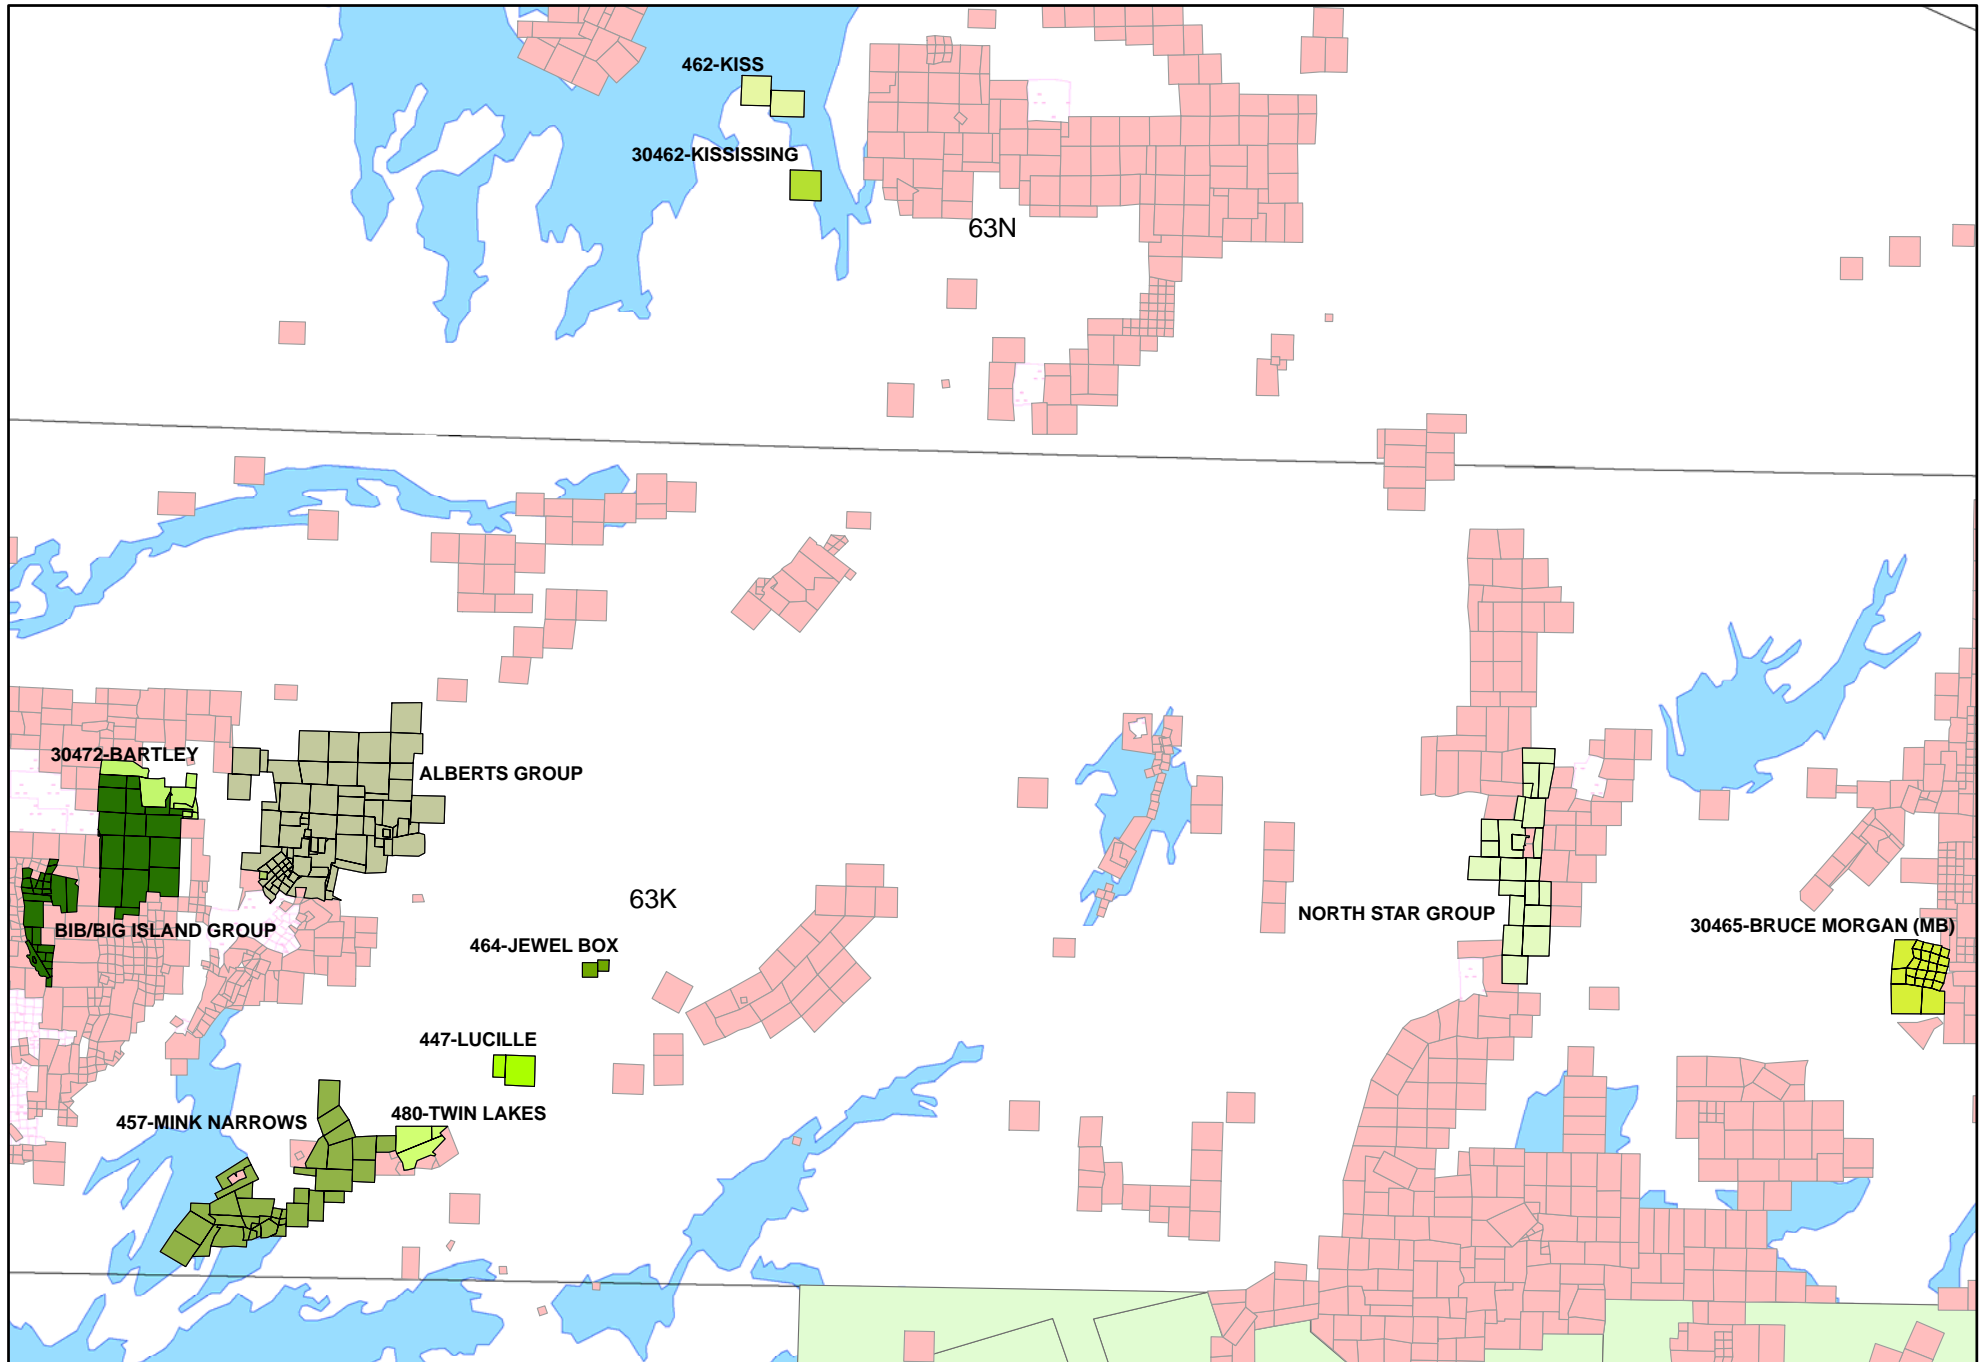 462-KISS
30462-KISSISSING
63N
30472-BARTLEY
ALBERTS GROUP
63K
NORTH STAR GROUP
30465-BRUCE MORGAN (MB)
BIB/BIG ISLAND GROUP
464-JEWEL BOX
447-LUCILLE
480-TWIN LAKES
457-MINK NARROWS